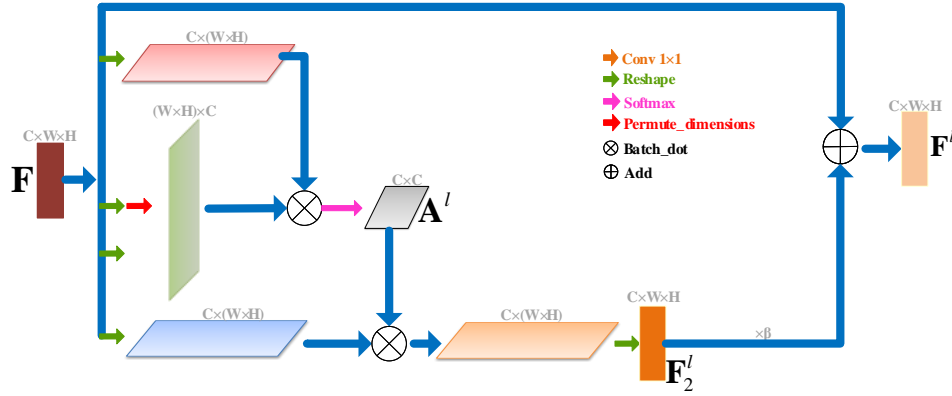 C×(W×H)
(W×H)×C
C×W×H
F
C×C
A^l
C×(W×H)
C×(W×H)
C×W×H
F_2^l
×β
Conv 1×1
Reshape
Softmax
Permute_dimensions
Batch_dot
Add
C×W×H
F^l